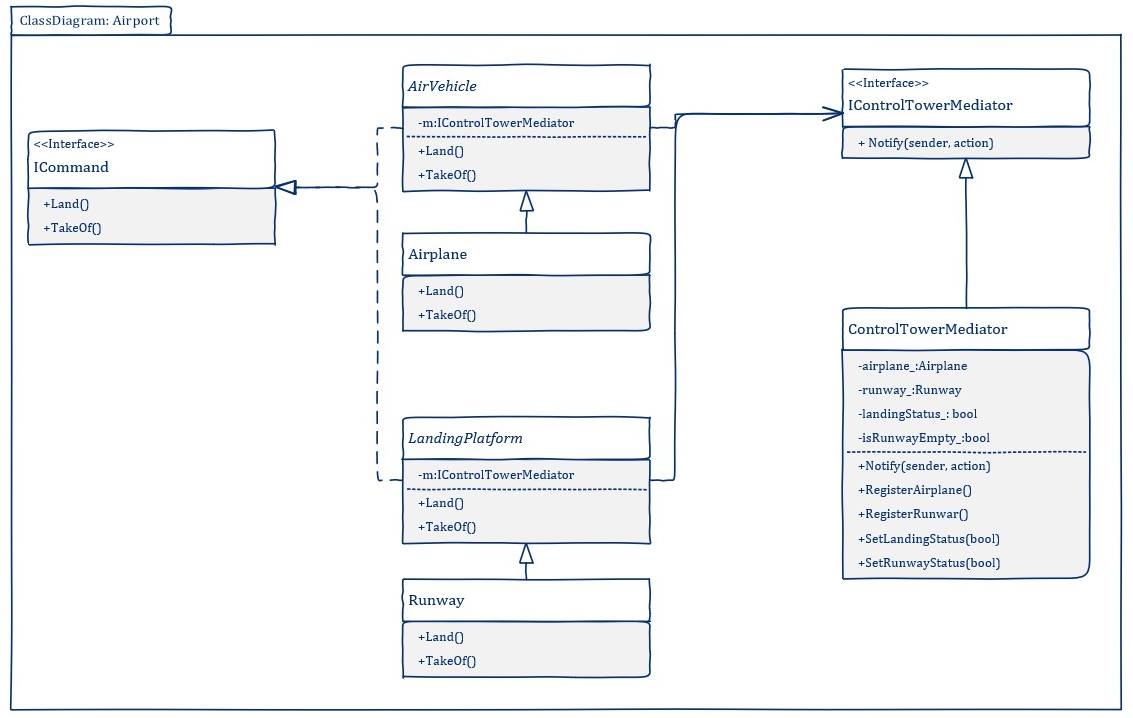 ClassDiagram: Airport
<<Interface>>
ICommand
+Land()
+TakeOf()
AirVehicle
-m:IControlTowerMediator
+Land()
+TakeOf()
Airplane
+Land()
+TakeOf()
LandingPlatform
-m:IControlTowerMediator
+Land()
+TakeOf()
Runway
+Land()
+TakeOf()
<<Interface>>
IControlTowerMediator
+ Notify(sender, action)
ControlTowerMediator
-airplane_:Airplane
-runway_:Runway
-landingStatus_: bool
-isRunwayEmpty_:bool
+Notify(sender, action)
+RegisterAirplane()
+RegisterRunwar()
+SetLandingStatus(bool)
+SetRunwayStatus(bool)